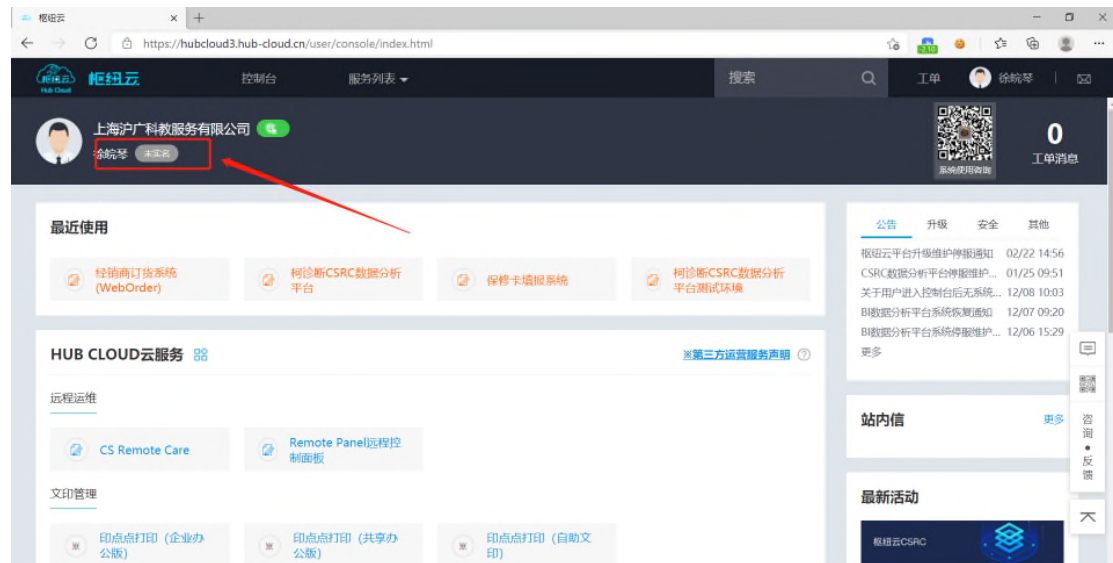 枢纽云
https://hubcloud3.hub-cloud.cn/user/console/index.html
2.10
枢纽云
Hub Cloud
枢纽云
控制台
服务列表
搜索
工单
徐皖琴
上海沪广科教服务有限公司
徐皖琴
未实名
系统使用咨询
0
工单消息
最近使用
经销商订货系统
(WebOrder)
柯诊断CSRC数据分析
平台
保修卡填报系统
柯诊断CSRC数据分析
平台测试环境
HUB CLOUD云服务
※第三方运营服务声明
远程运维
CS Remote Care
Remote Panel远程控
制面板
文印管理
印点点打印（企业办
公版）
印点点打印（共享办
公版）
印点点打印（自助文
印）
公告
升级
安全
其他
枢纽云平台升级维护停服通知 02/22 14:56
CSRC数据分析平台停服维护... 01/25 09:51
关于用户进入控制台后无系统... 12/08 10:03
BI数据分析平台系统恢复通知 12/07 09:20
BI数据分析平台系统停服维护... 12/06 15:29
更多
站内信
更多
最新活动
枢纽云CSRC
咨
询
•
反
馈